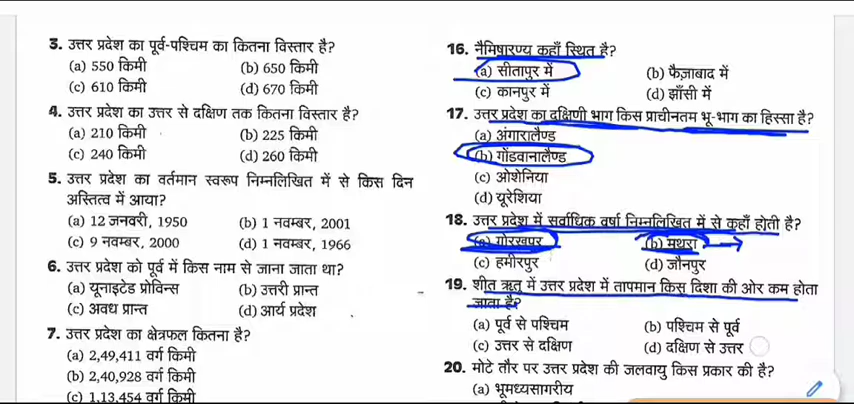 3. उत्तर प्रदेश का पूर्व-पश्चिम का कितना विस्तार है?
(a) 550 किमी (b) 650 किमी
(c) 610 किमी (d) 670 किमी
4. उत्तर प्रदेश का उत्तर से दक्षिण तक कितना विस्तार है?
(a) 210 किमी (b) 225 किमी
(c) 240 किमी (d) 260 किमी
5. उत्तर प्रदेश का वर्तमान स्वरूप निम्नलिखित में से किस दिन
अस्तित्व में आया?
(a) 12 जनवरी, 1950 (b) 1 नवम्बर, 2001
(c) 9 नवम्बर, 2000 (d) 1 नवम्बर, 1966
6. उत्तर प्रदेश को पूर्व में किस नाम से जाना जाता था?
(a) यूनाइटेड प्रोविन्स (b) उत्तरी प्रान्त
(c) अवध प्रान्त (d) आर्य प्रदेश
7. उत्तर प्रदेश का क्षेत्रफल कितना है?
(a) 2,49,411 वर्ग किमी
(b) 2,40,928 वर्ग किमी
(c) 1,13,454 वर्ग किमी
16. नैमिषारण्य कहाँ स्थित है?
(a) सीतापुर में (b) फैज़ाबाद में
(c) कानपुर में (d) झाँसी में
17. उत्तर प्रदेश का दक्षिणी भाग किस प्राचीनतम भू-भाग का हिस्सा है?
(a) अंगारालैण्ड
(b) गोंडवानालैण्ड
(c) ओशेनिया
(d) यूरेशिया
18. उत्तर प्रदेश में सर्वाधिक वर्षा निम्नलिखित में से कहाँ होती है?
(a) गोरखपुर (b) मथुरा
(c) हमीरपुर (d) जौनपुर
19. शीत ऋतु में उत्तर प्रदेश में तापमान किस दिशा की ओर कम होता
जाता है?
(a) पूर्व से पश्चिम (b) पश्चिम से पूर्व
(c) उत्तर से दक्षिण (d) दक्षिण से उत्तर
20. मोटे तौर पर उत्तर प्रदेश की जलवायु किस प्रकार की है?
(a) भूमध्यसागरीय